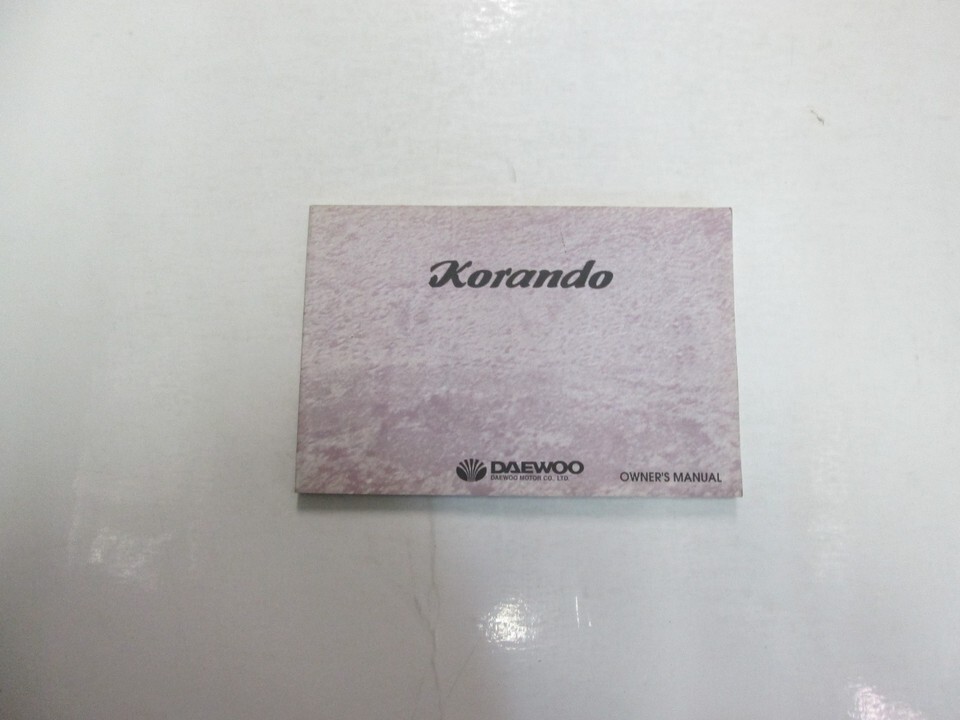 Korando
DAEWOO
DAEWOO MOTOR CO., LTD.
OWNER'S MANUAL